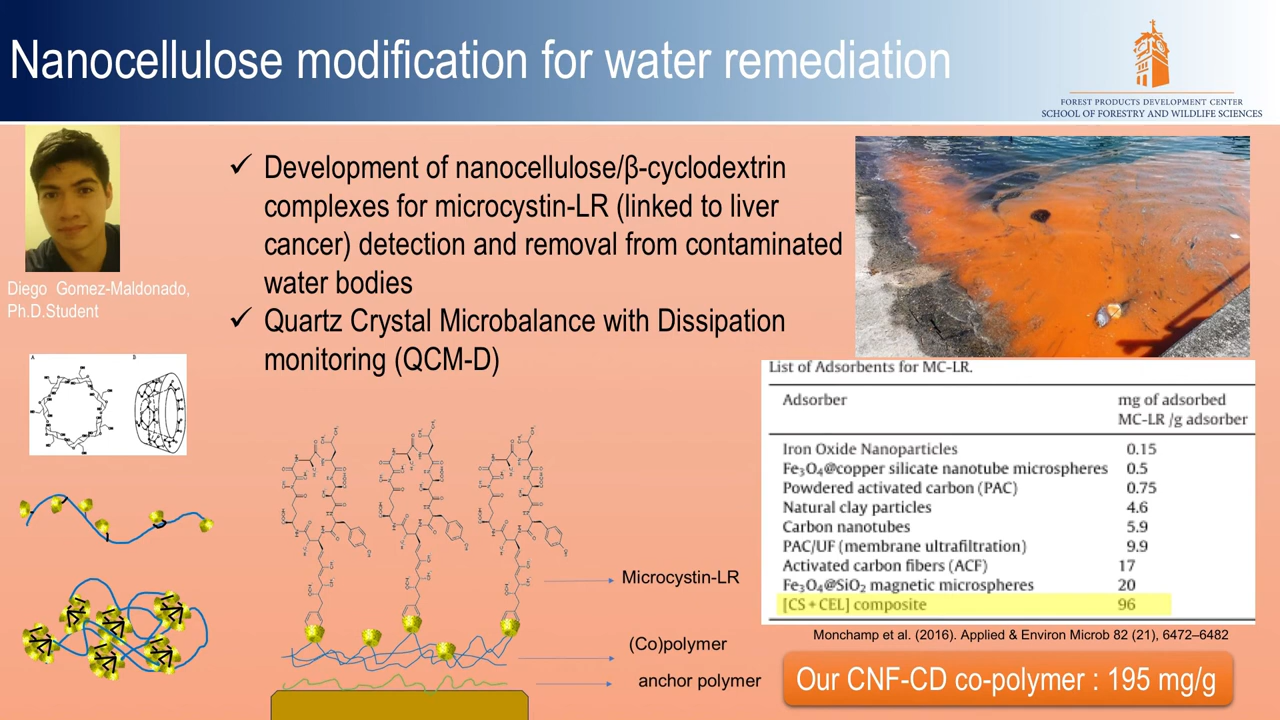 Nanocellulose modification for water remediation
FOREST PRODUCTS DEVELOPMENT CENTER
SCHOOL OF FORESTRY AND WILDLIFE SCIENCES
Diego Gomez-Maldonado,
Ph.D.Student
✓ Development of nanocellulose/β-cyclodextrin
complexes for microcystin-LR (linked to liver
cancer) detection and removal from contaminated
water bodies
✓ Quartz Crystal Microbalance with Dissipation
monitoring (QCM-D)
A B
Microcystin-LR
(Co)polymer
anchor polymer
List of Adsorbents for MC-LR.
Adsorber mg of adsorbed
MC-LR /g adsorber
Iron Oxide Nanoparticles 0.15
Fe₃O₄@copper silicate nanotube microspheres 0.5
Powdered activated carbon (PAC) 0.75
Natural clay particles 4.6
Carbon nanotubes 5.9
PAC/UF (membrane ultrafiltration) 9.9
Activated carbon fibers (ACF) 17
Fe₃O₄@SiO₂ magnetic microspheres 20
[CS + CEL] composite 96
Monchamp et al. (2016). Applied & Environ Microb 82 (21), 6472–6482
Our CNF-CD co-polymer : 195 mg/g